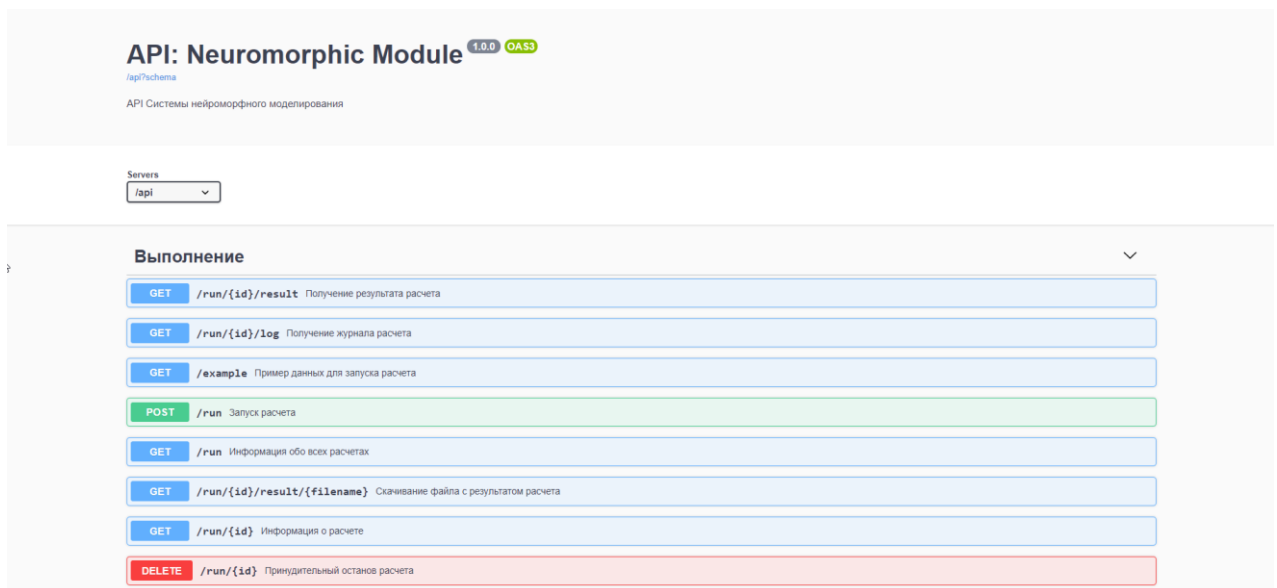 API: Neuromorphic Module 1.0.0 OAS3
/api?schema
API Системы нейроморфного моделирования
Servers
/api
Выполнение
GET /run/{id}/result Получение результата расчета
GET /run/{id}/log Получение журнала расчета
GET /example Пример данных для запуска расчета
POST /run Запуск расчета
GET /run Информация обо всех расчетах
GET /run/{id}/result/{filename} Скачивание файла с результатом расчета
GET /run/{id} Информация о расчете
DELETE /run/{id} Принудительный останов расчета